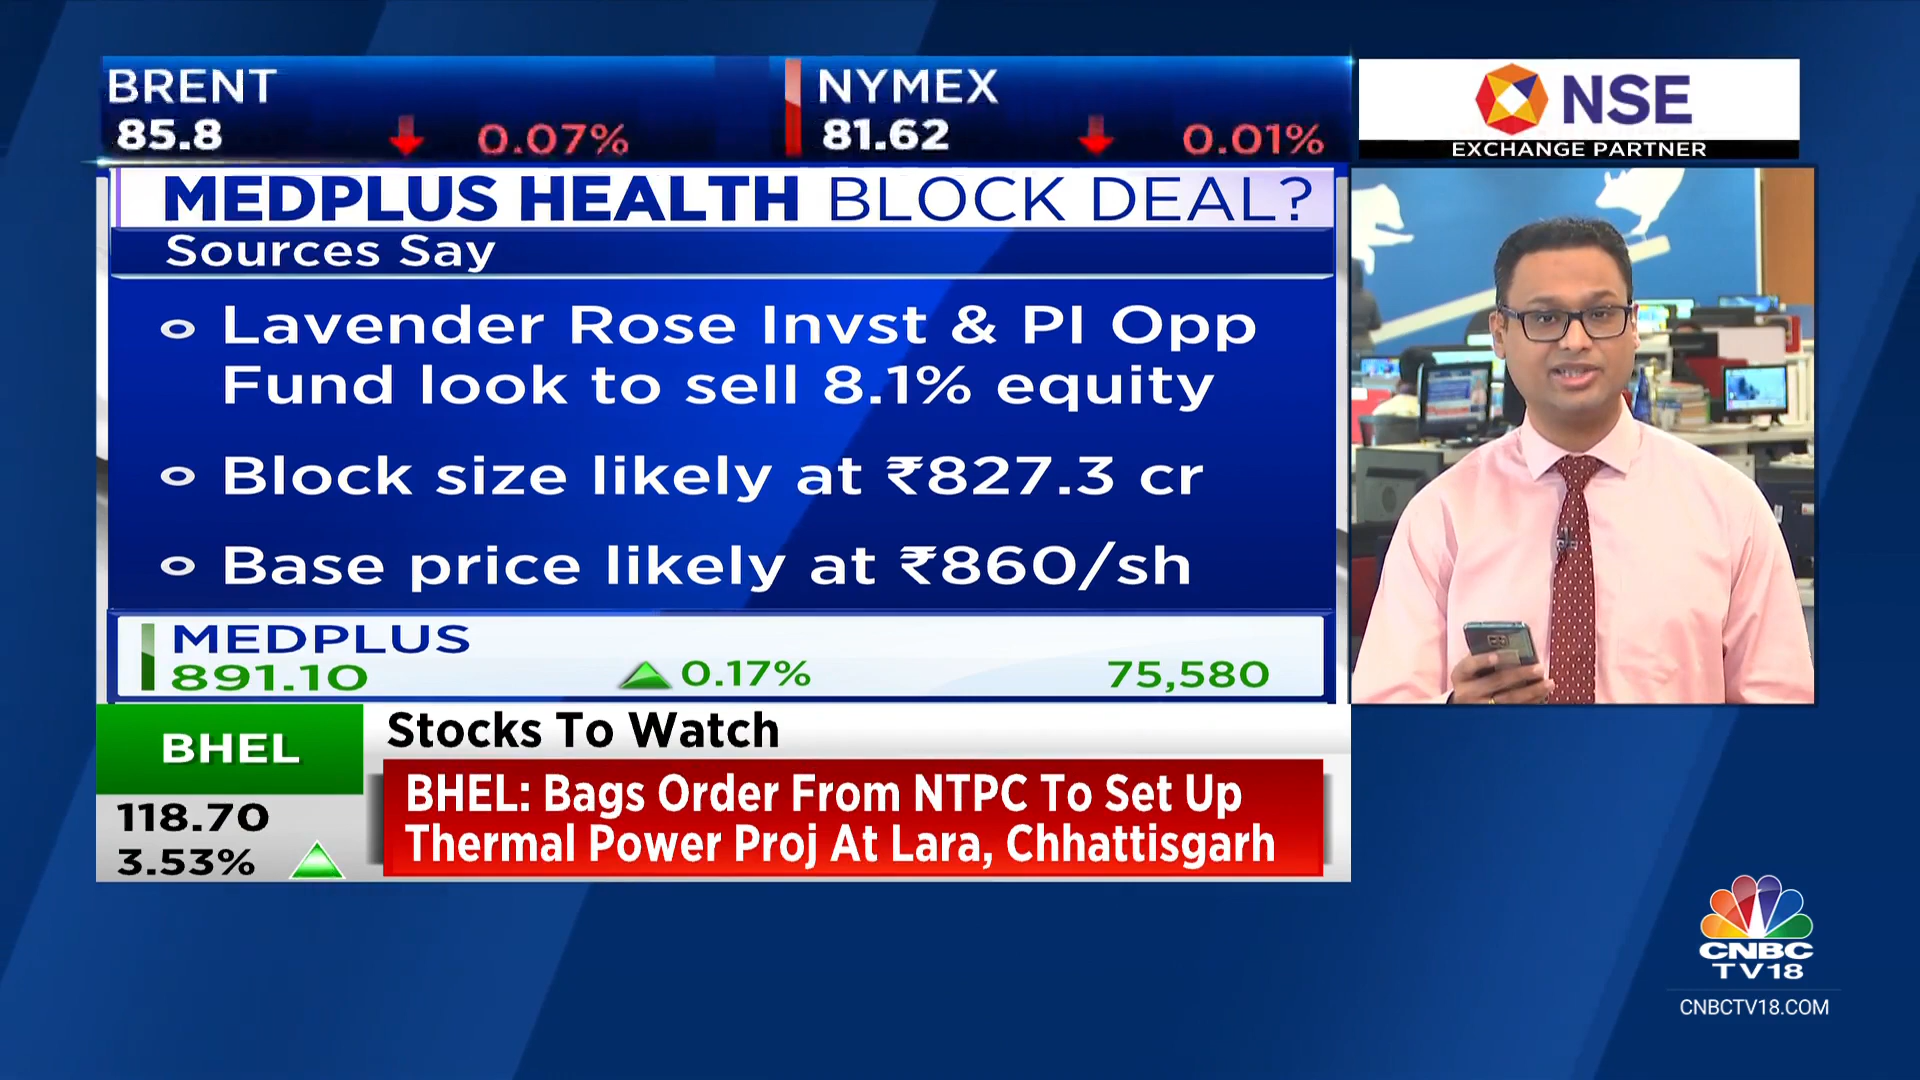 BRENT
85.8 0.07%
NYMEX
81.62 0.01%
NSE
EXCHANGE PARTNER
MEDPLUS HEALTH BLOCK DEAL?
Sources Say
Lavender Rose Invst & PI Opp
Fund look to sell 8.1% equity
Block size likely at ₹827.3 cr
Base price likely at ₹860/sh
MEDPLUS
891.10 0.17% 75,580
BHEL
118.70
3.53%
Stocks To Watch
BHEL: Bags Order From NTPC To Set Up
Thermal Power Proj At Lara, Chhattisgarh
CNBC
TV18
CNBCTV18.COM